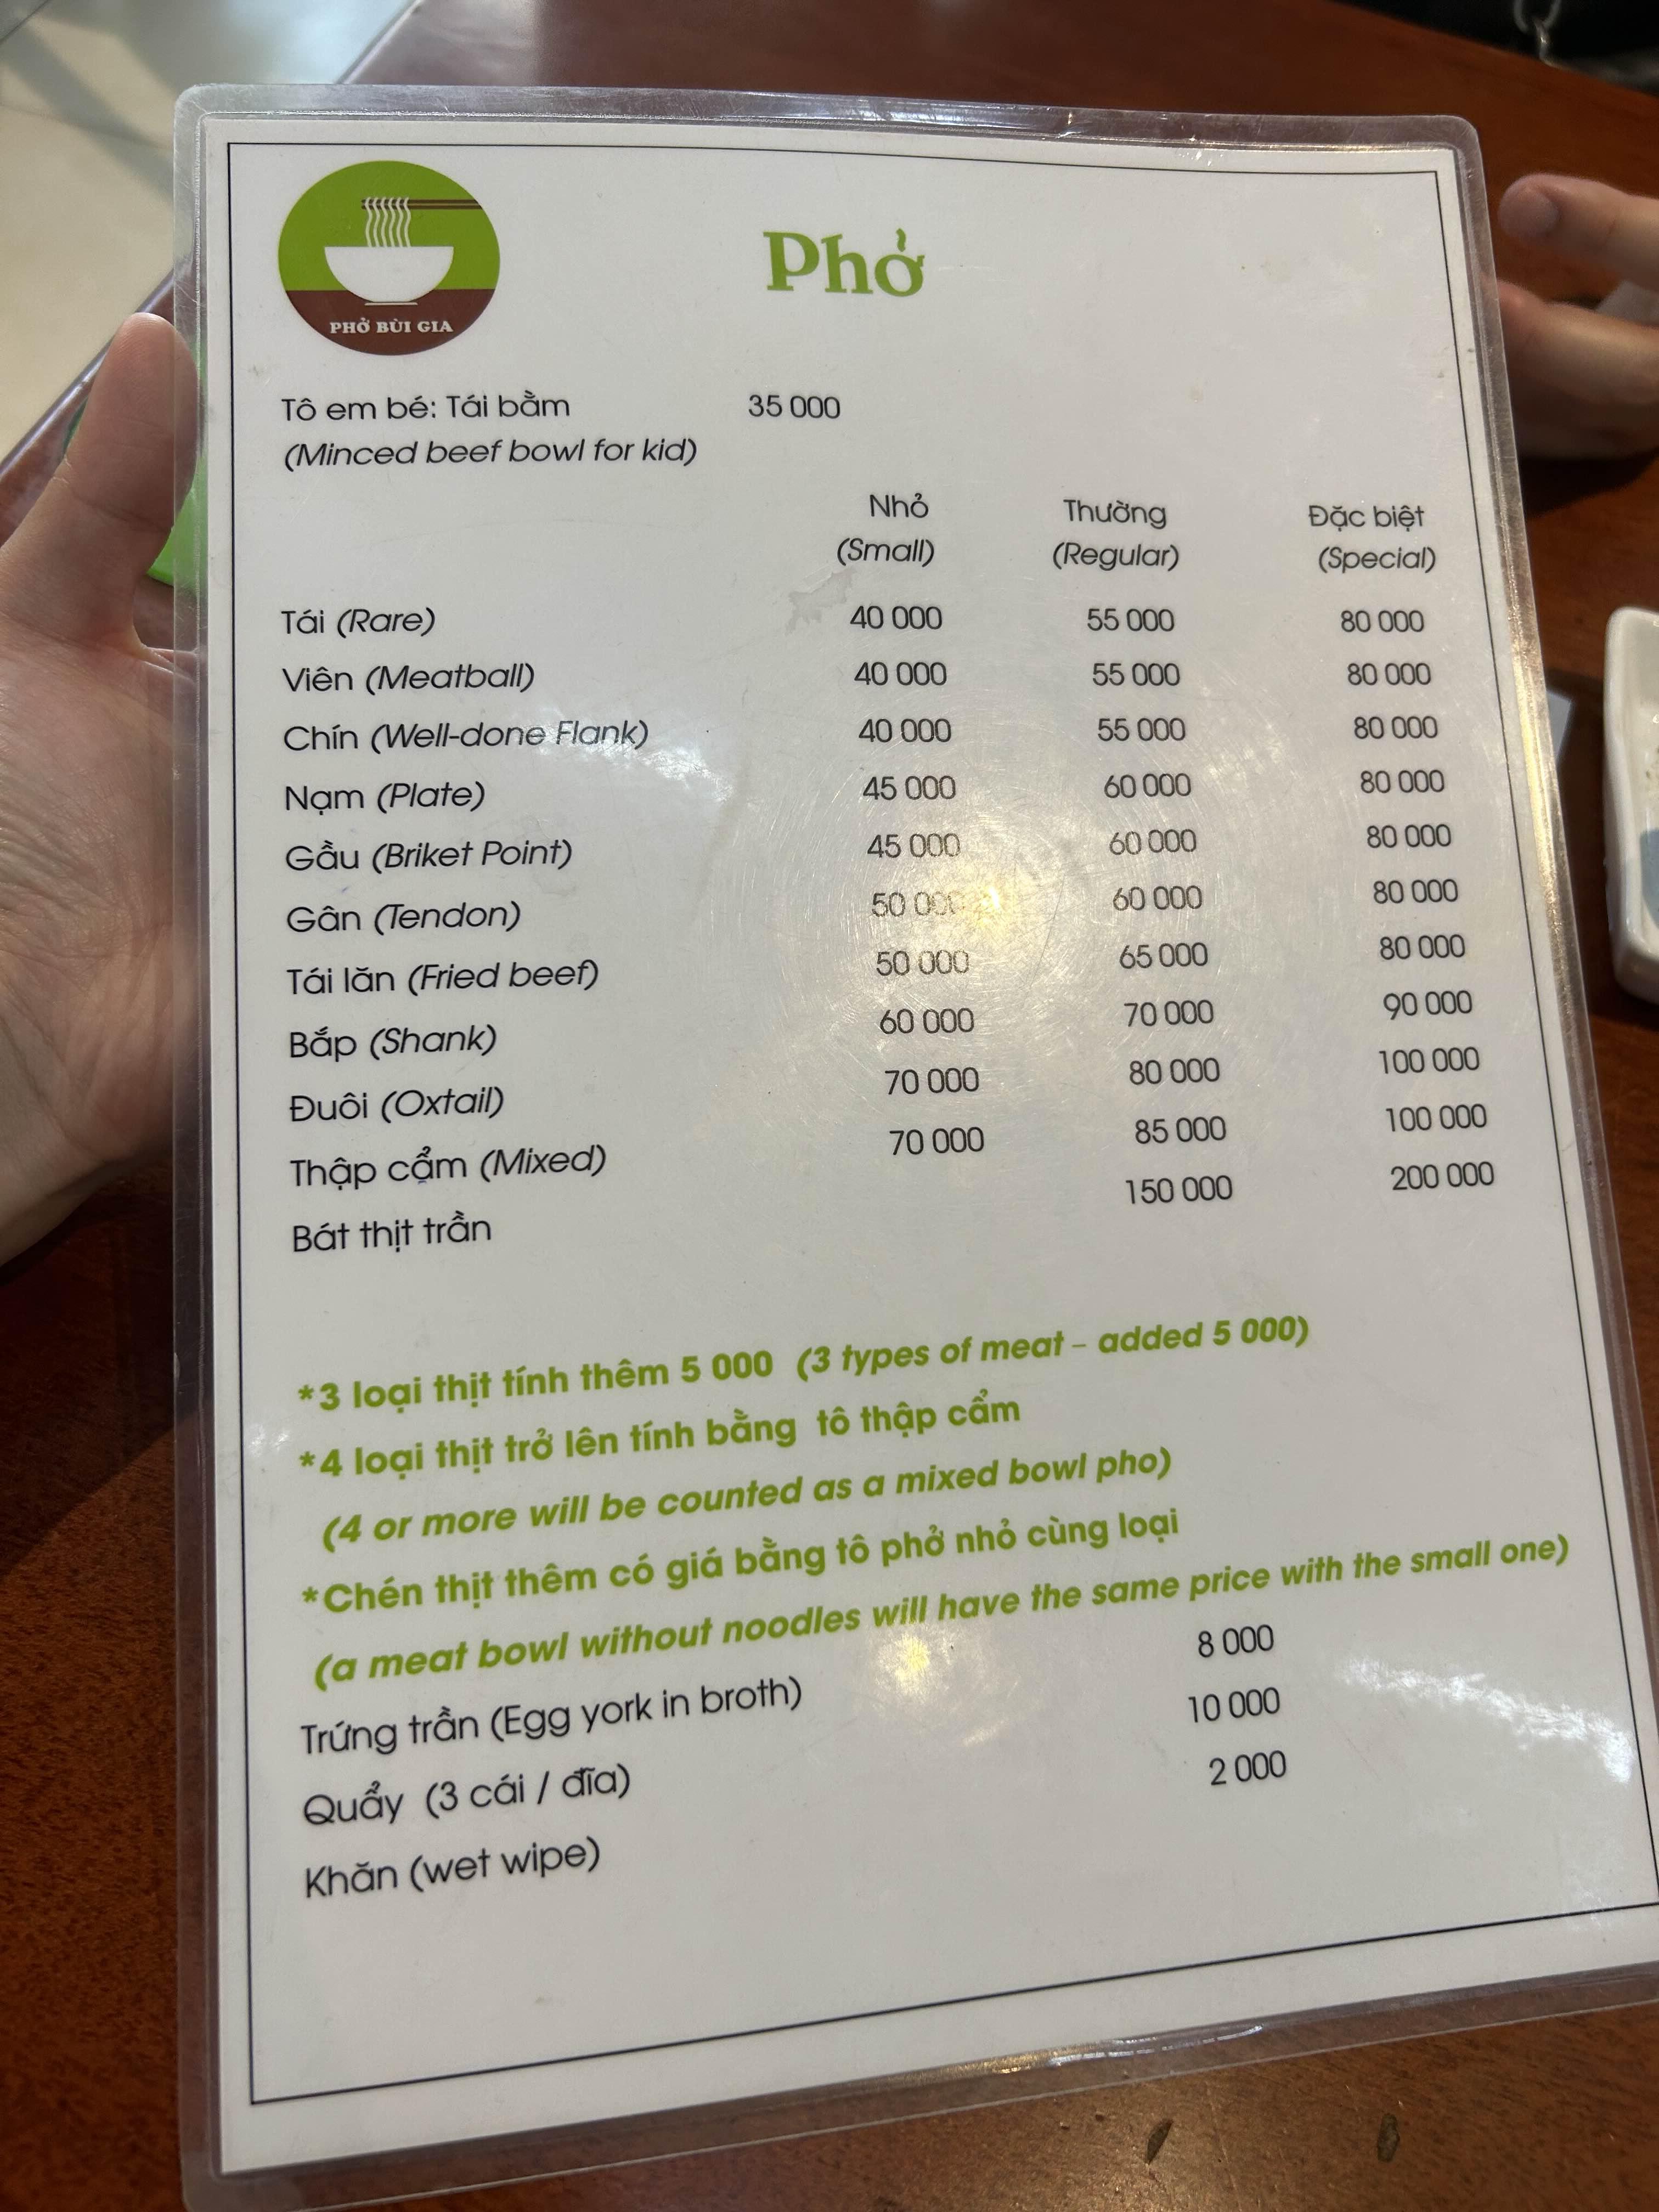 PHỞ BÙI GIA
Phở
Tô em bé: Tái bằm 35 000
(Minced beef bowl for kid)
Nhỏ Thường Đặc biệt
(Small) (Regular) (Special)
Tái (Rare) 40 000 55 000 80 000
Viên (Meatball) 40 000 55 000 80 000
Chín (Well-done Flank) 40 000 55 000 80 000
Nạm (Plate) 45 000 60 000 80 000
Gầu (Briket Point) 45 000 60 000 80 000
Gân (Tendon) 50 000 60 000 80 000
Tái lăn (Fried beef) 50 000 65 000 80 000
Bắp (Shank) 60 000 70 000 90 000
Đuôi (Oxtail) 70 000 80 000 100 000
Thập cẩm (Mixed) 70 000 85 000 100 000
Bát thịt trần 150 000 200 000
*3 loại thịt tính thêm 5 000 (3 types of meat – added 5 000)
*4 loại thịt trở lên tính bằng tô thập cẩm
(4 or more will be counted as a mixed bowl pho)
*Chén thịt thêm có giá bằng tô phở nhỏ cùng loại
(a meat bowl without noodles will have the same price with the small one)
Trứng trần (Egg york in broth) 8 000
Quẩy (3 cái / đĩa) 10 000
Khăn (wet wipe) 2 000